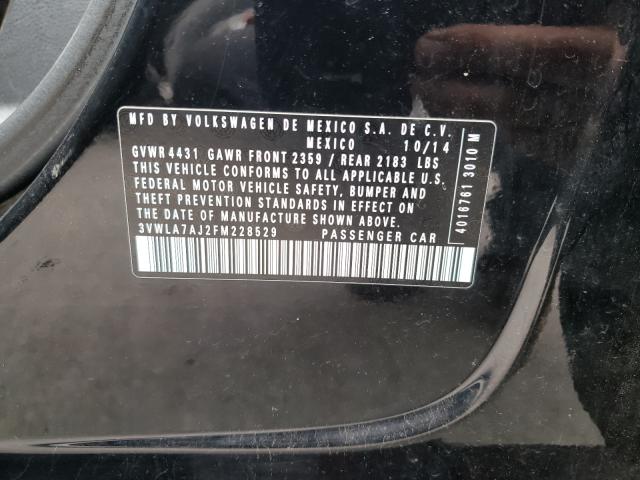 MFD BY VOLKSWAGEN DE MEXICO S.A. DE C.V.
MEXICO 10/14
GVWR 4431 GAWR FRONT 2359 / REAR 2183 LBS
THIS VEHICLE CONFORMS TO ALL APPLICABLE U.S.
FEDERAL MOTOR VEHICLE SAFETY, BUMPER AND
THEFT PREVENTION STANDARDS IN EFFECT ON
THE DATE OF MANUFACTURE SHOWN ABOVE.
3VWLA7AJ2FM228529 PASSENGER CAR
4018761 3010 M